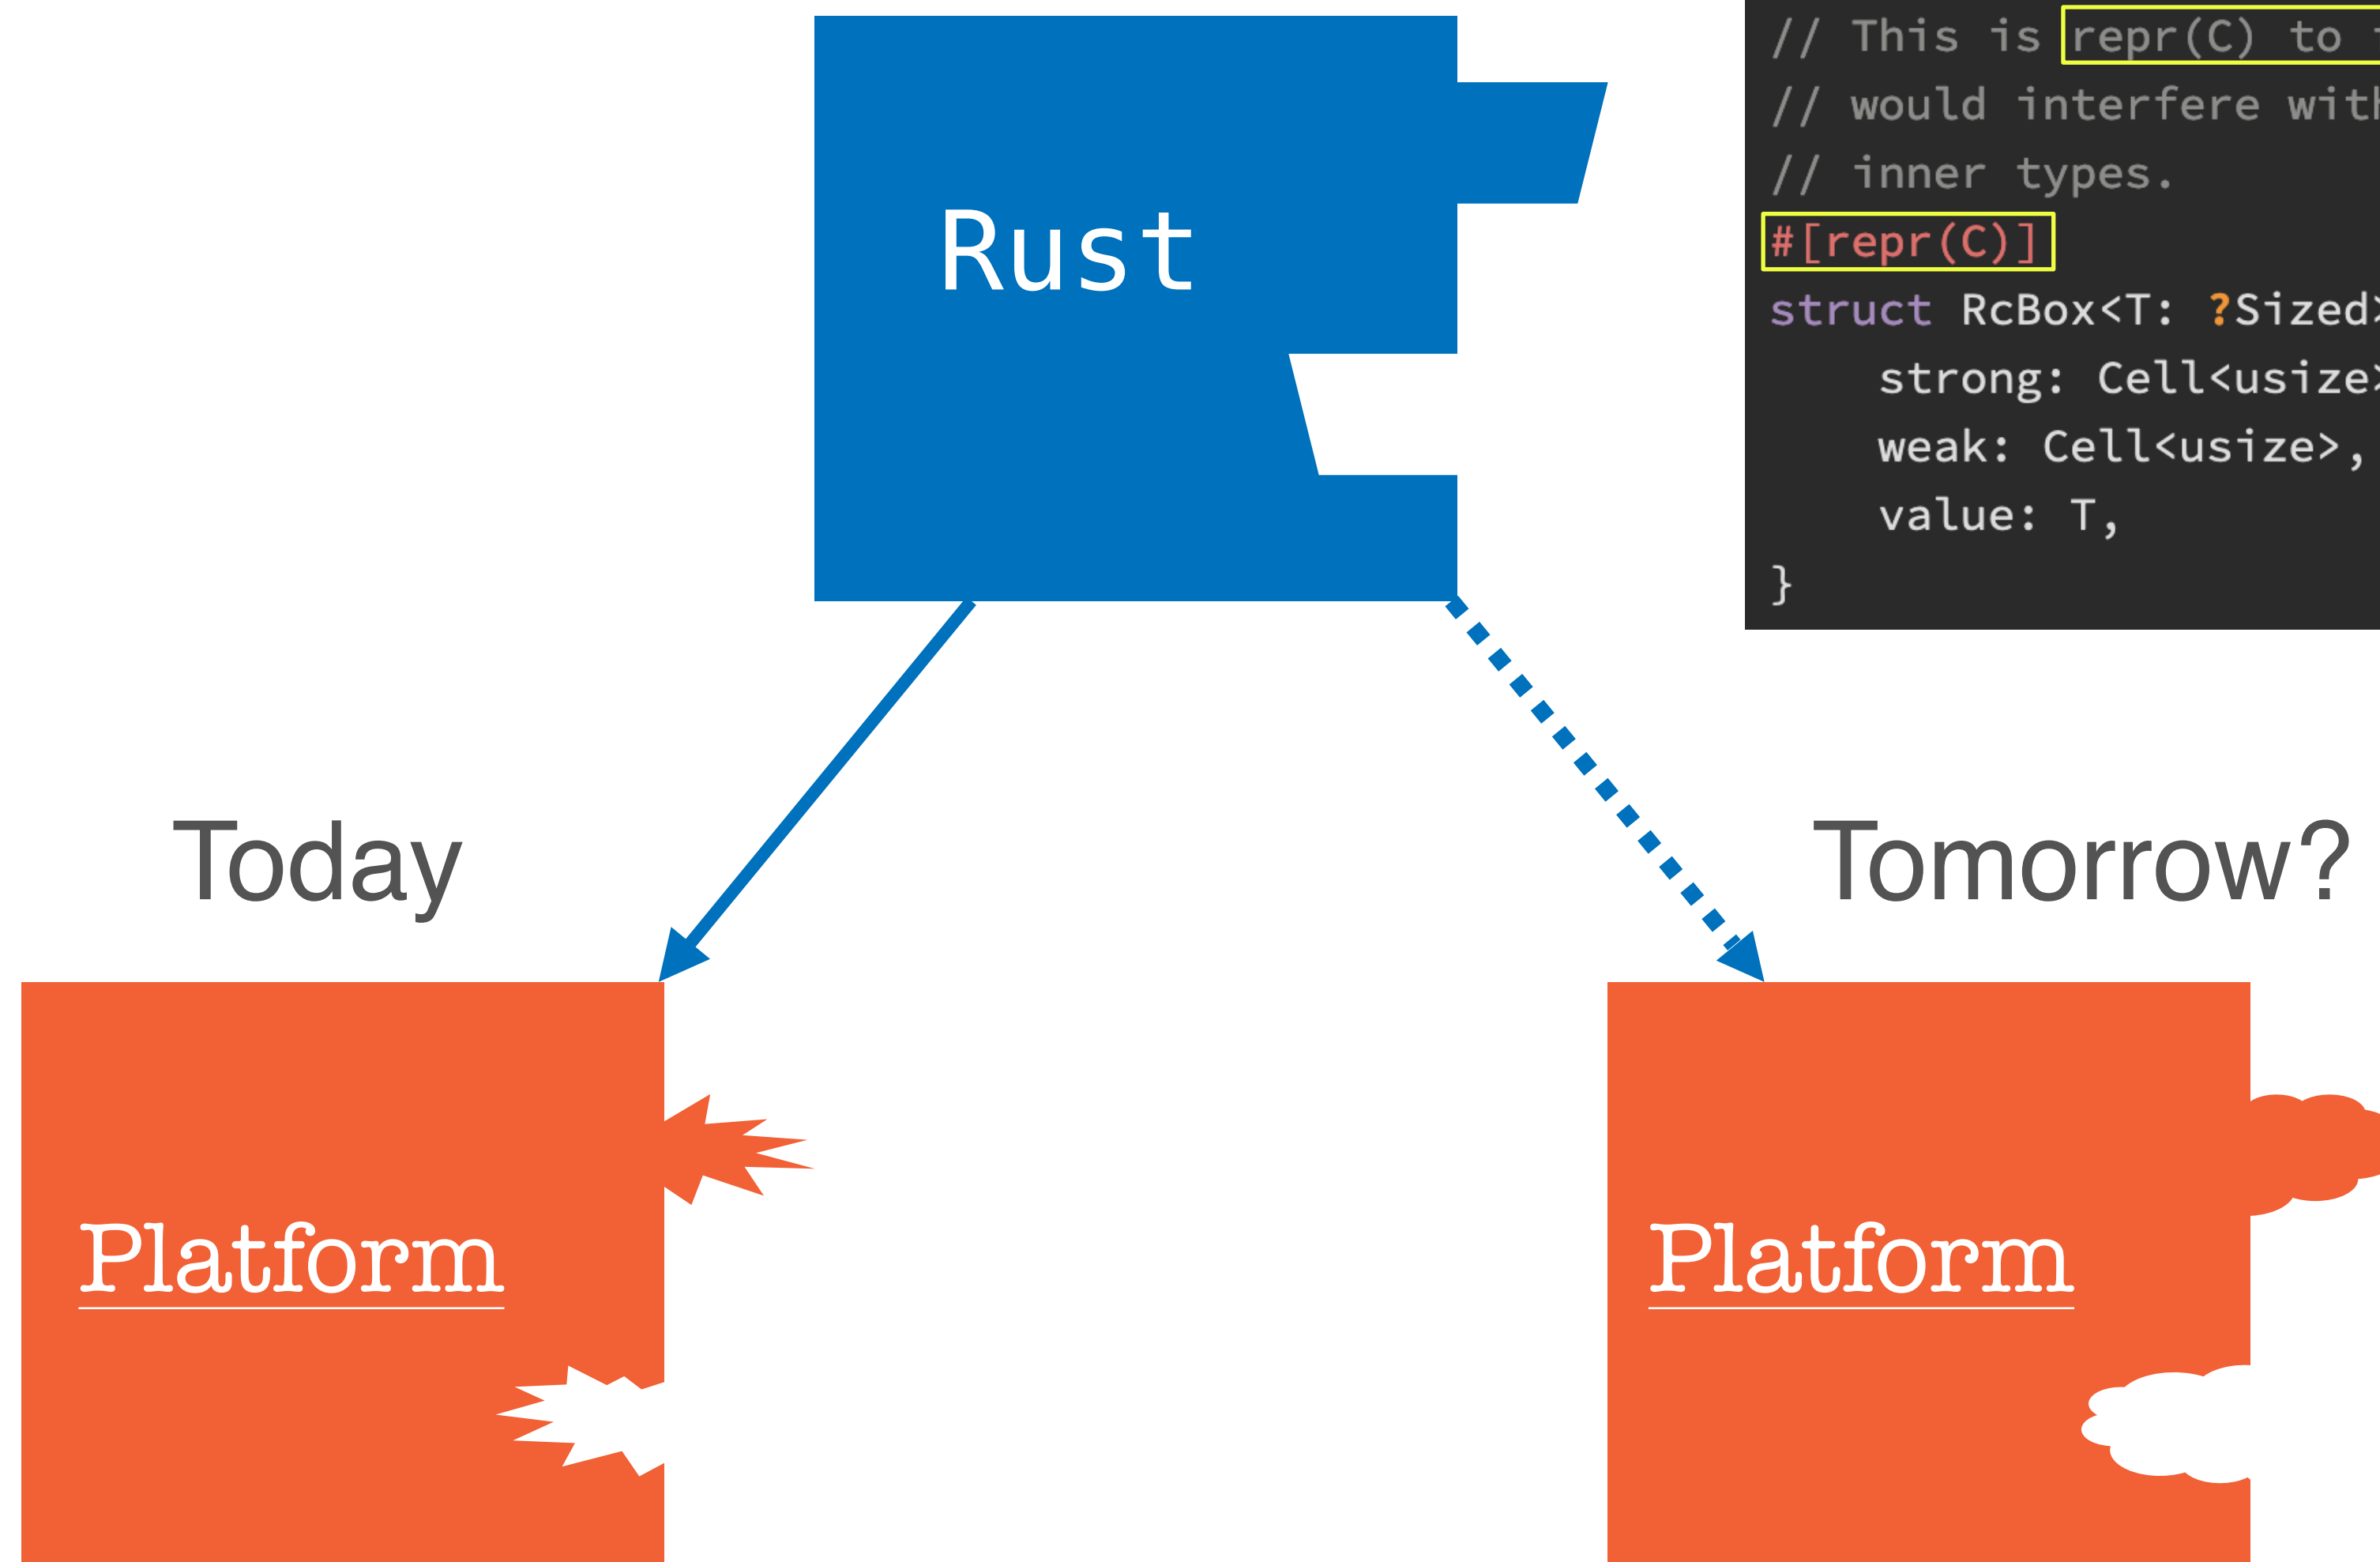 Rust
// This is repr(C) to
// would interfere with
// inner types.
#[repr(C)]
struct RcBox<T: ?Sized>
strong: Cell<usize>
weak: Cell<usize>,
value: T,
}
Today
Tomorrow?
Platform
Platform